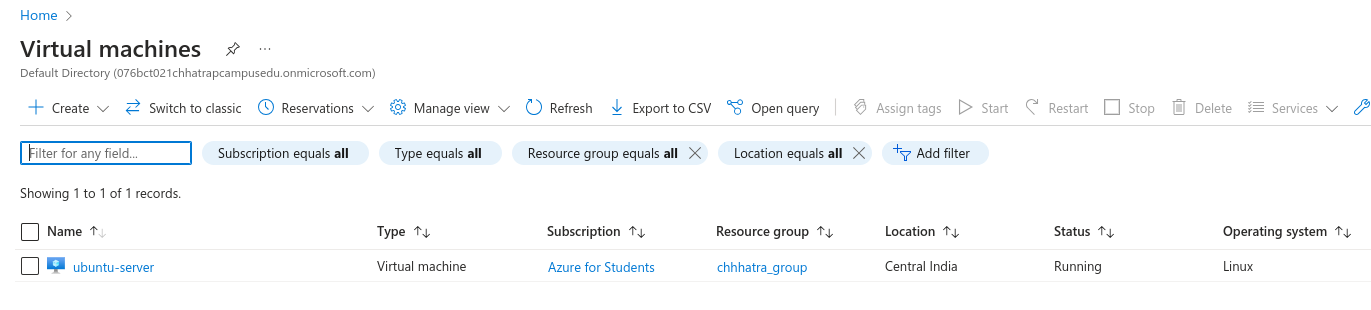 Home
Virtual machines
Default Directory (076bct021chhatrapcampusedu.onmicrosoft.com)
Create Switch to classic Reservations Manage view Refresh Export to CSV Open query Assign tags Start Restart Stop Delete Services
Filter for any field... Subscription equals all Type equals all Resource group equals all Location equals all Add filter
Showing 1 to 1 of 1 records.
Name Type Subscription Resource group Location Status Operating system
ubuntu-server Virtual machine Azure for Students chhhatra_group Central India Running Linux